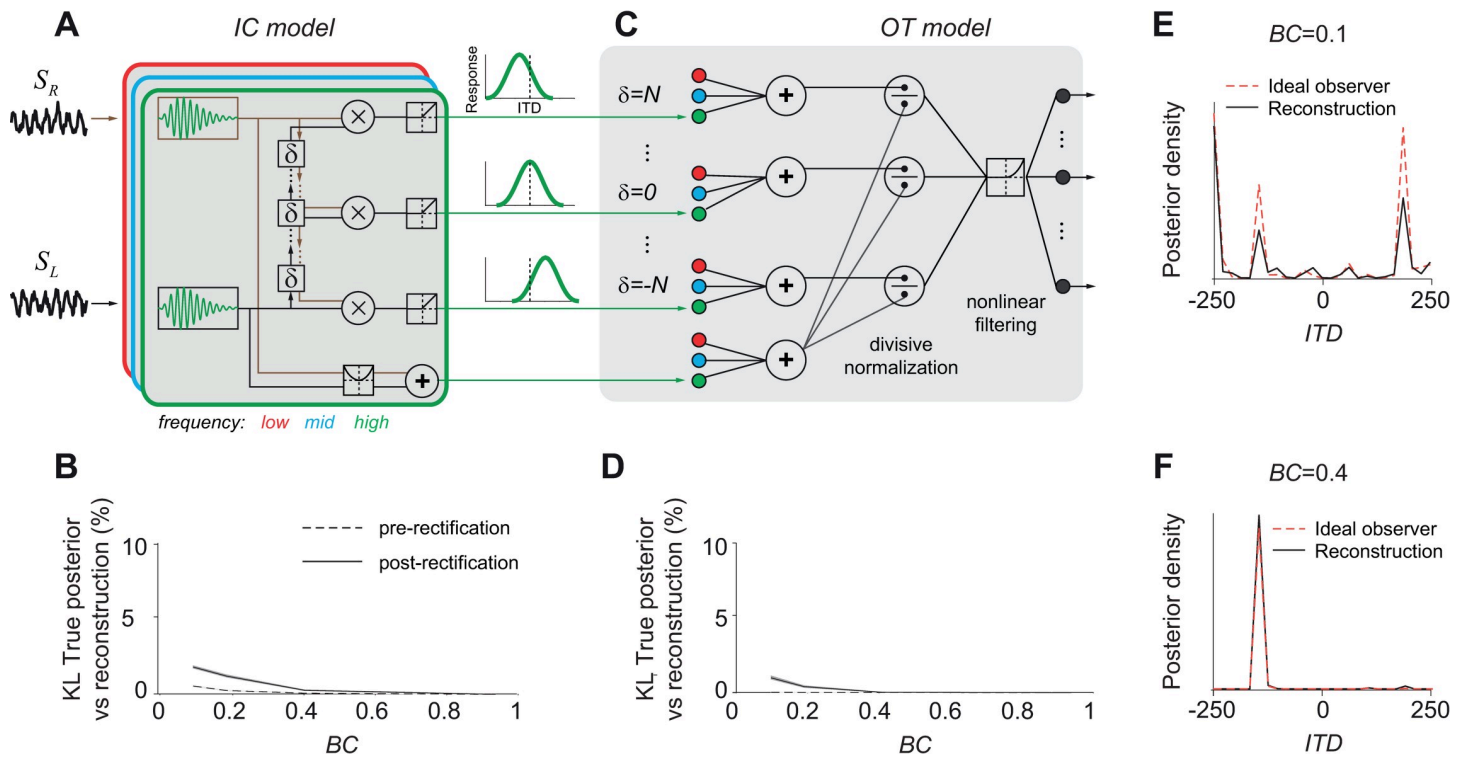 A
IC model
S_R
S_L
δ
δ
δ
×
×
×
+
frequency: low mid high
Response
ITD
C
OT model
δ=N
⋮
δ=0
⋮
δ=-N
+
+
+
+
÷
÷
÷
divisive
normalization
nonlinear
filtering
⋮
⋮
E
BC=0.1
Ideal observer
Reconstruction
Posterior density
-250
0
250
ITD
B
KL True posterior
vs reconstruction (%)
pre-rectification
post-rectification
10
5
0
0
0.2
0.4
0.6
0.8
1
BC
D
KL True posterior
vs reconstruction (%)
10
5
0
0
0.2
0.4
0.6
0.8
1
BC
F
BC=0.4
Ideal observer
Reconstruction
Posterior density
-250
0
250
ITD